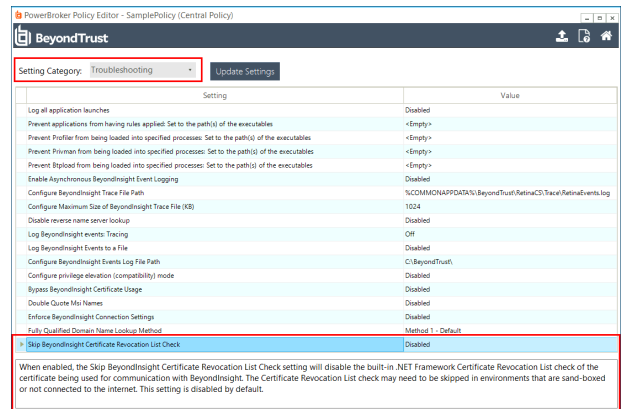 PowerBroker Policy Editor - SamplePolicy (Central Policy)
BeyondTrust
Setting Category: Troubleshooting Update Settings
Setting Value
Log all application launches Disabled
Prevent applications from having rules applied: Set to the path(s) of the executables <Empty>
Prevent Profiler from being loaded into specified processes: Set to the path(s) of the executables <Empty>
Prevent Privman from being loaded into specified processes: Set to the path(s) of the executables <Empty>
Prevent Btpload from being loaded into specified processes: Set to the path(s) of the executables <Empty>
Enable Asynchronous BeyondInsight Event Logging Disabled
Configure BeyondInsight Trace File Path %COMMONAPPDATA%\BeyondTrust\RetinaCS\Trace\RetinaEvents.log
Configure Maximum Size of BeyondInsight Trace File (KB) 1024
Disable reverse name server lookup Disabled
Log BeyondInsight events: Tracing Off
Log BeyondInsight Events to a File Disabled
Configure BeyondInsight Events Log File Path C:\BeyondTrust\
Configure privilege elevation (compatibility) mode Disabled
Bypass BeyondInsight Certificate Usage Disabled
Double Quote Msi Names Disabled
Enforce BeyondInsight Connection Settings Disabled
Fully Qualified Domain Name Lookup Method Method 1 - Default
Skip BeyondInsight Certificate Revocation List Check Disabled
When enabled, the Skip BeyondInsight Certificate Revocation List Check setting will disable the built-in .NET Framework Certificate Revocation List check of the
certificate being used for communication with BeyondInsight. The Certificate Revocation List check may need to be skipped in environments that are sand-boxed
or not connected to the internet. This setting is disabled by default.